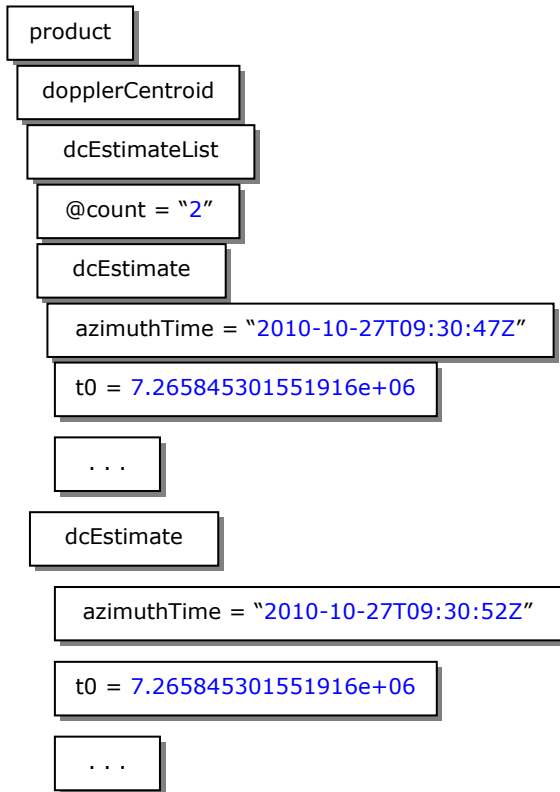 product
dopplerCentroid
dcEstimateList
@count = “2”
dcEstimate
azimuthTime = “2010-10-27T09:30:47Z”
t0 = 7.265845301551916e+06
. . .
dcEstimate
azimuthTime = “2010-10-27T09:30:52Z”
t0 = 7.265845301551916e+06
. . .